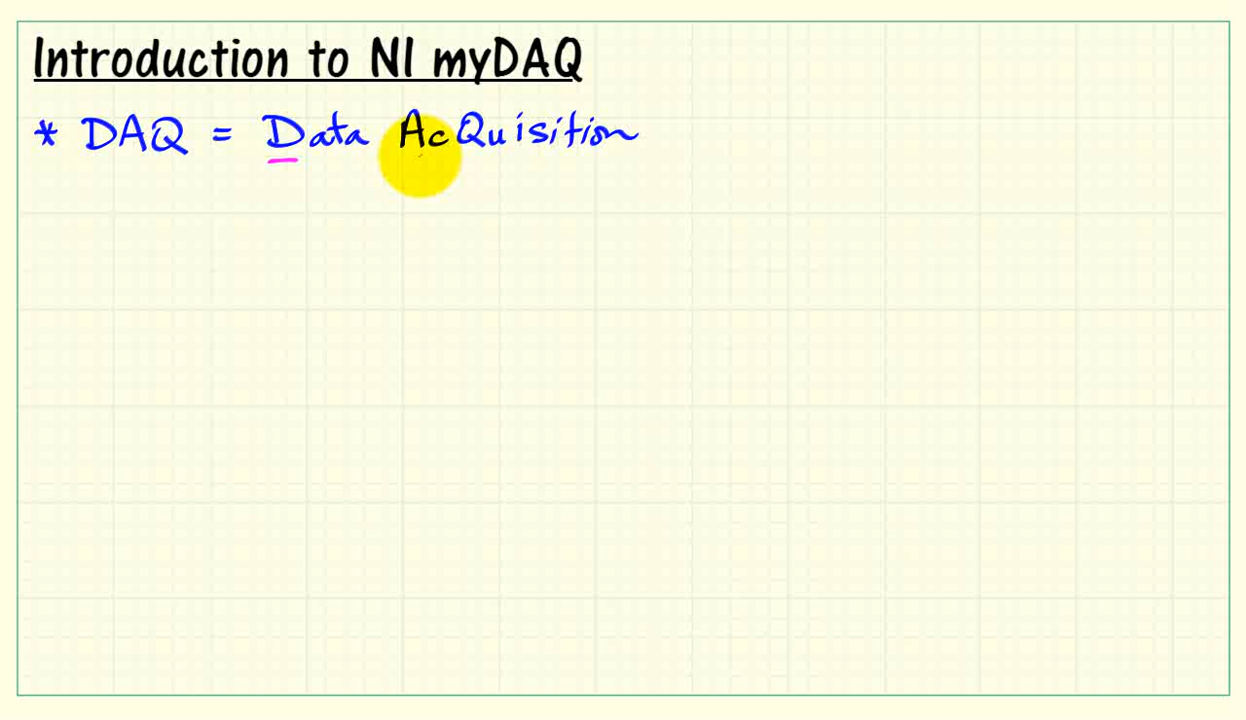 Introduction to NI myDAQ
* DAQ = Data AcQuisition